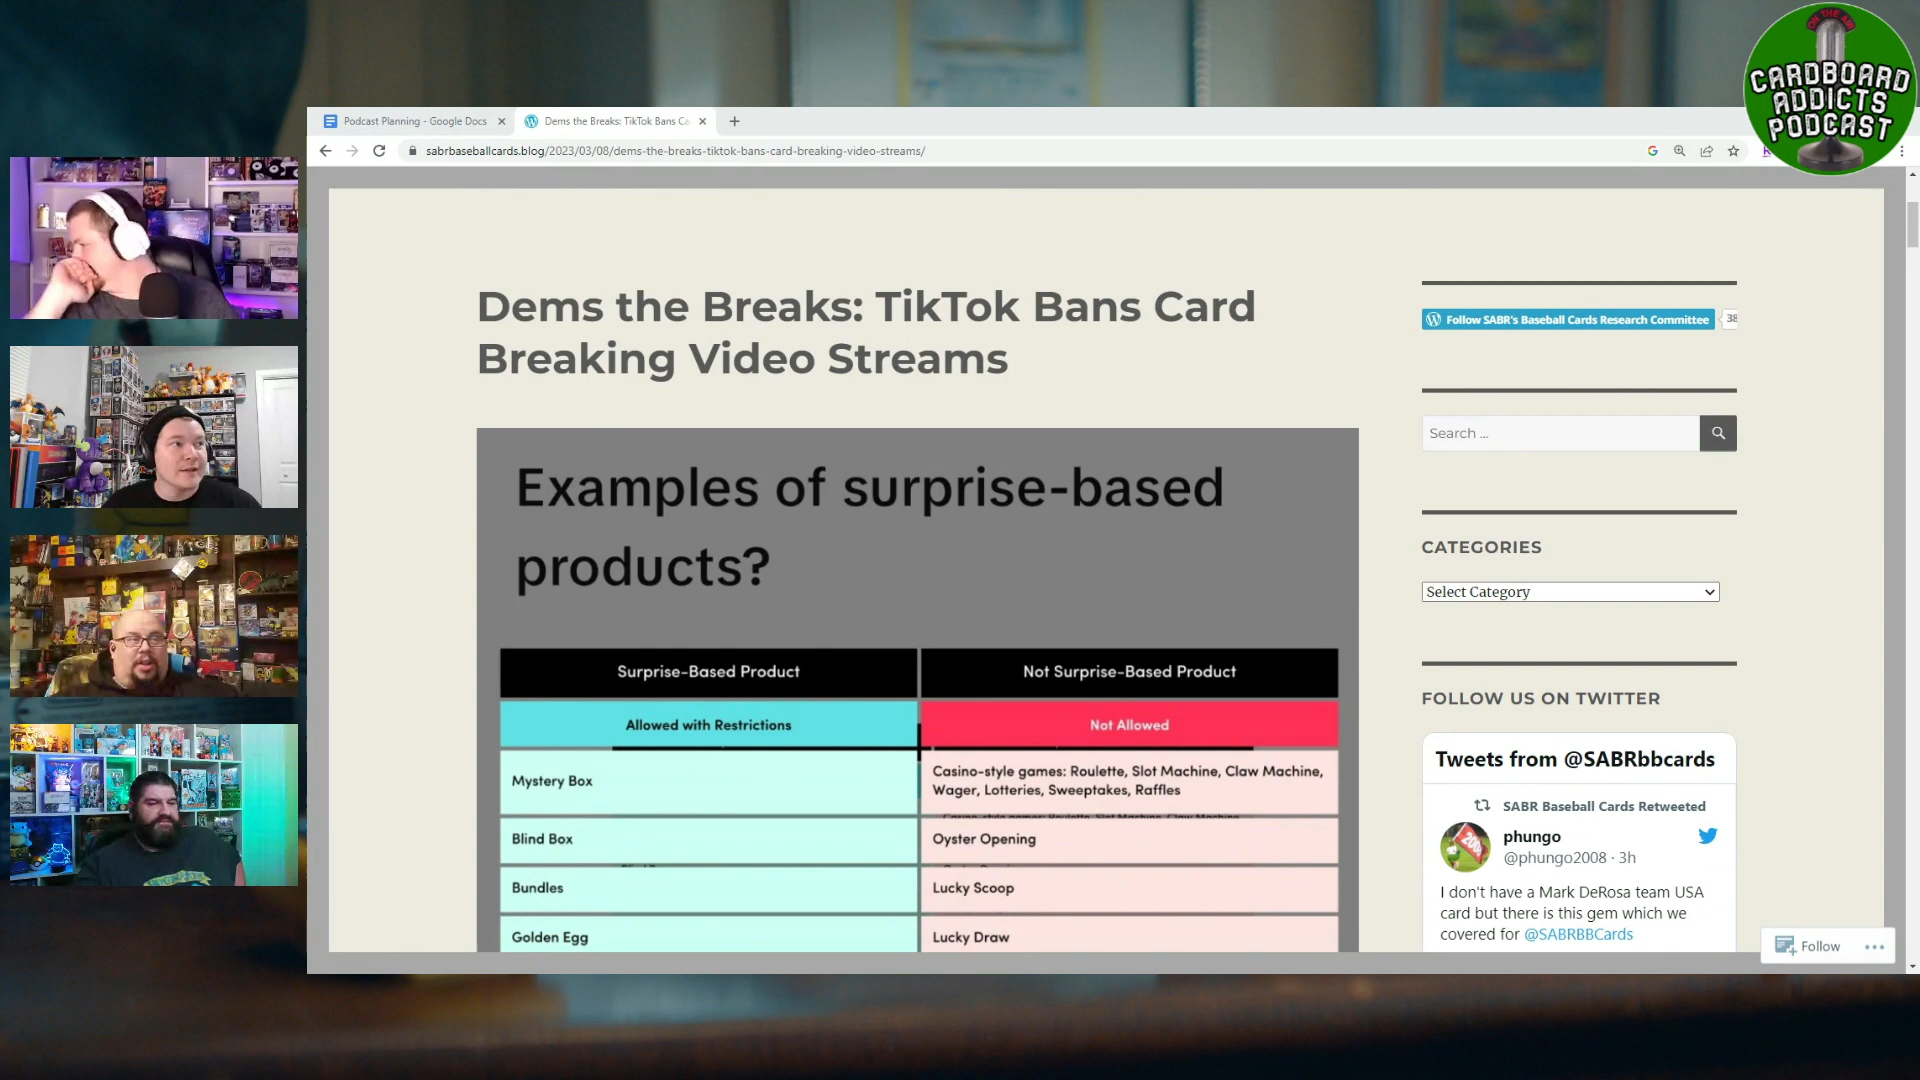 ON THE AIR
CARDBOARD
ADDICTS
PODCAST
Podcast Planning - Google Docs
Dems the Breaks: TikTok Bans Ca
sabrbaseballcards.blog/2023/03/08/dems-the-breaks-tiktok-bans-card-breaking-video-streams/
Dems the Breaks: TikTok Bans Card
Breaking Video Streams
Examples of surprise-based
products?
Surprise-Based Product
Not Surprise-Based Product
Allowed with Restrictions
Not Allowed
Mystery Box
Casino-style games: Roulette, Slot Machine, Claw Machine,
Wager, Lotteries, Sweeptakes, Raffles
Blind Box
Oyster Opening
Bundles
Lucky Scoop
Golden Egg
Lucky Draw
Follow SABR's Baseball Cards Research Committee
38
Search ...
CATEGORIES
Select Category
FOLLOW US ON TWITTER
Tweets from @SABRbbcards
SABR Baseball Cards Retweeted
phungo
@phungo2008 · 3h
I don't have a Mark DeRosa team USA
card but there is this gem which we
covered for @SABRBBCards
Follow